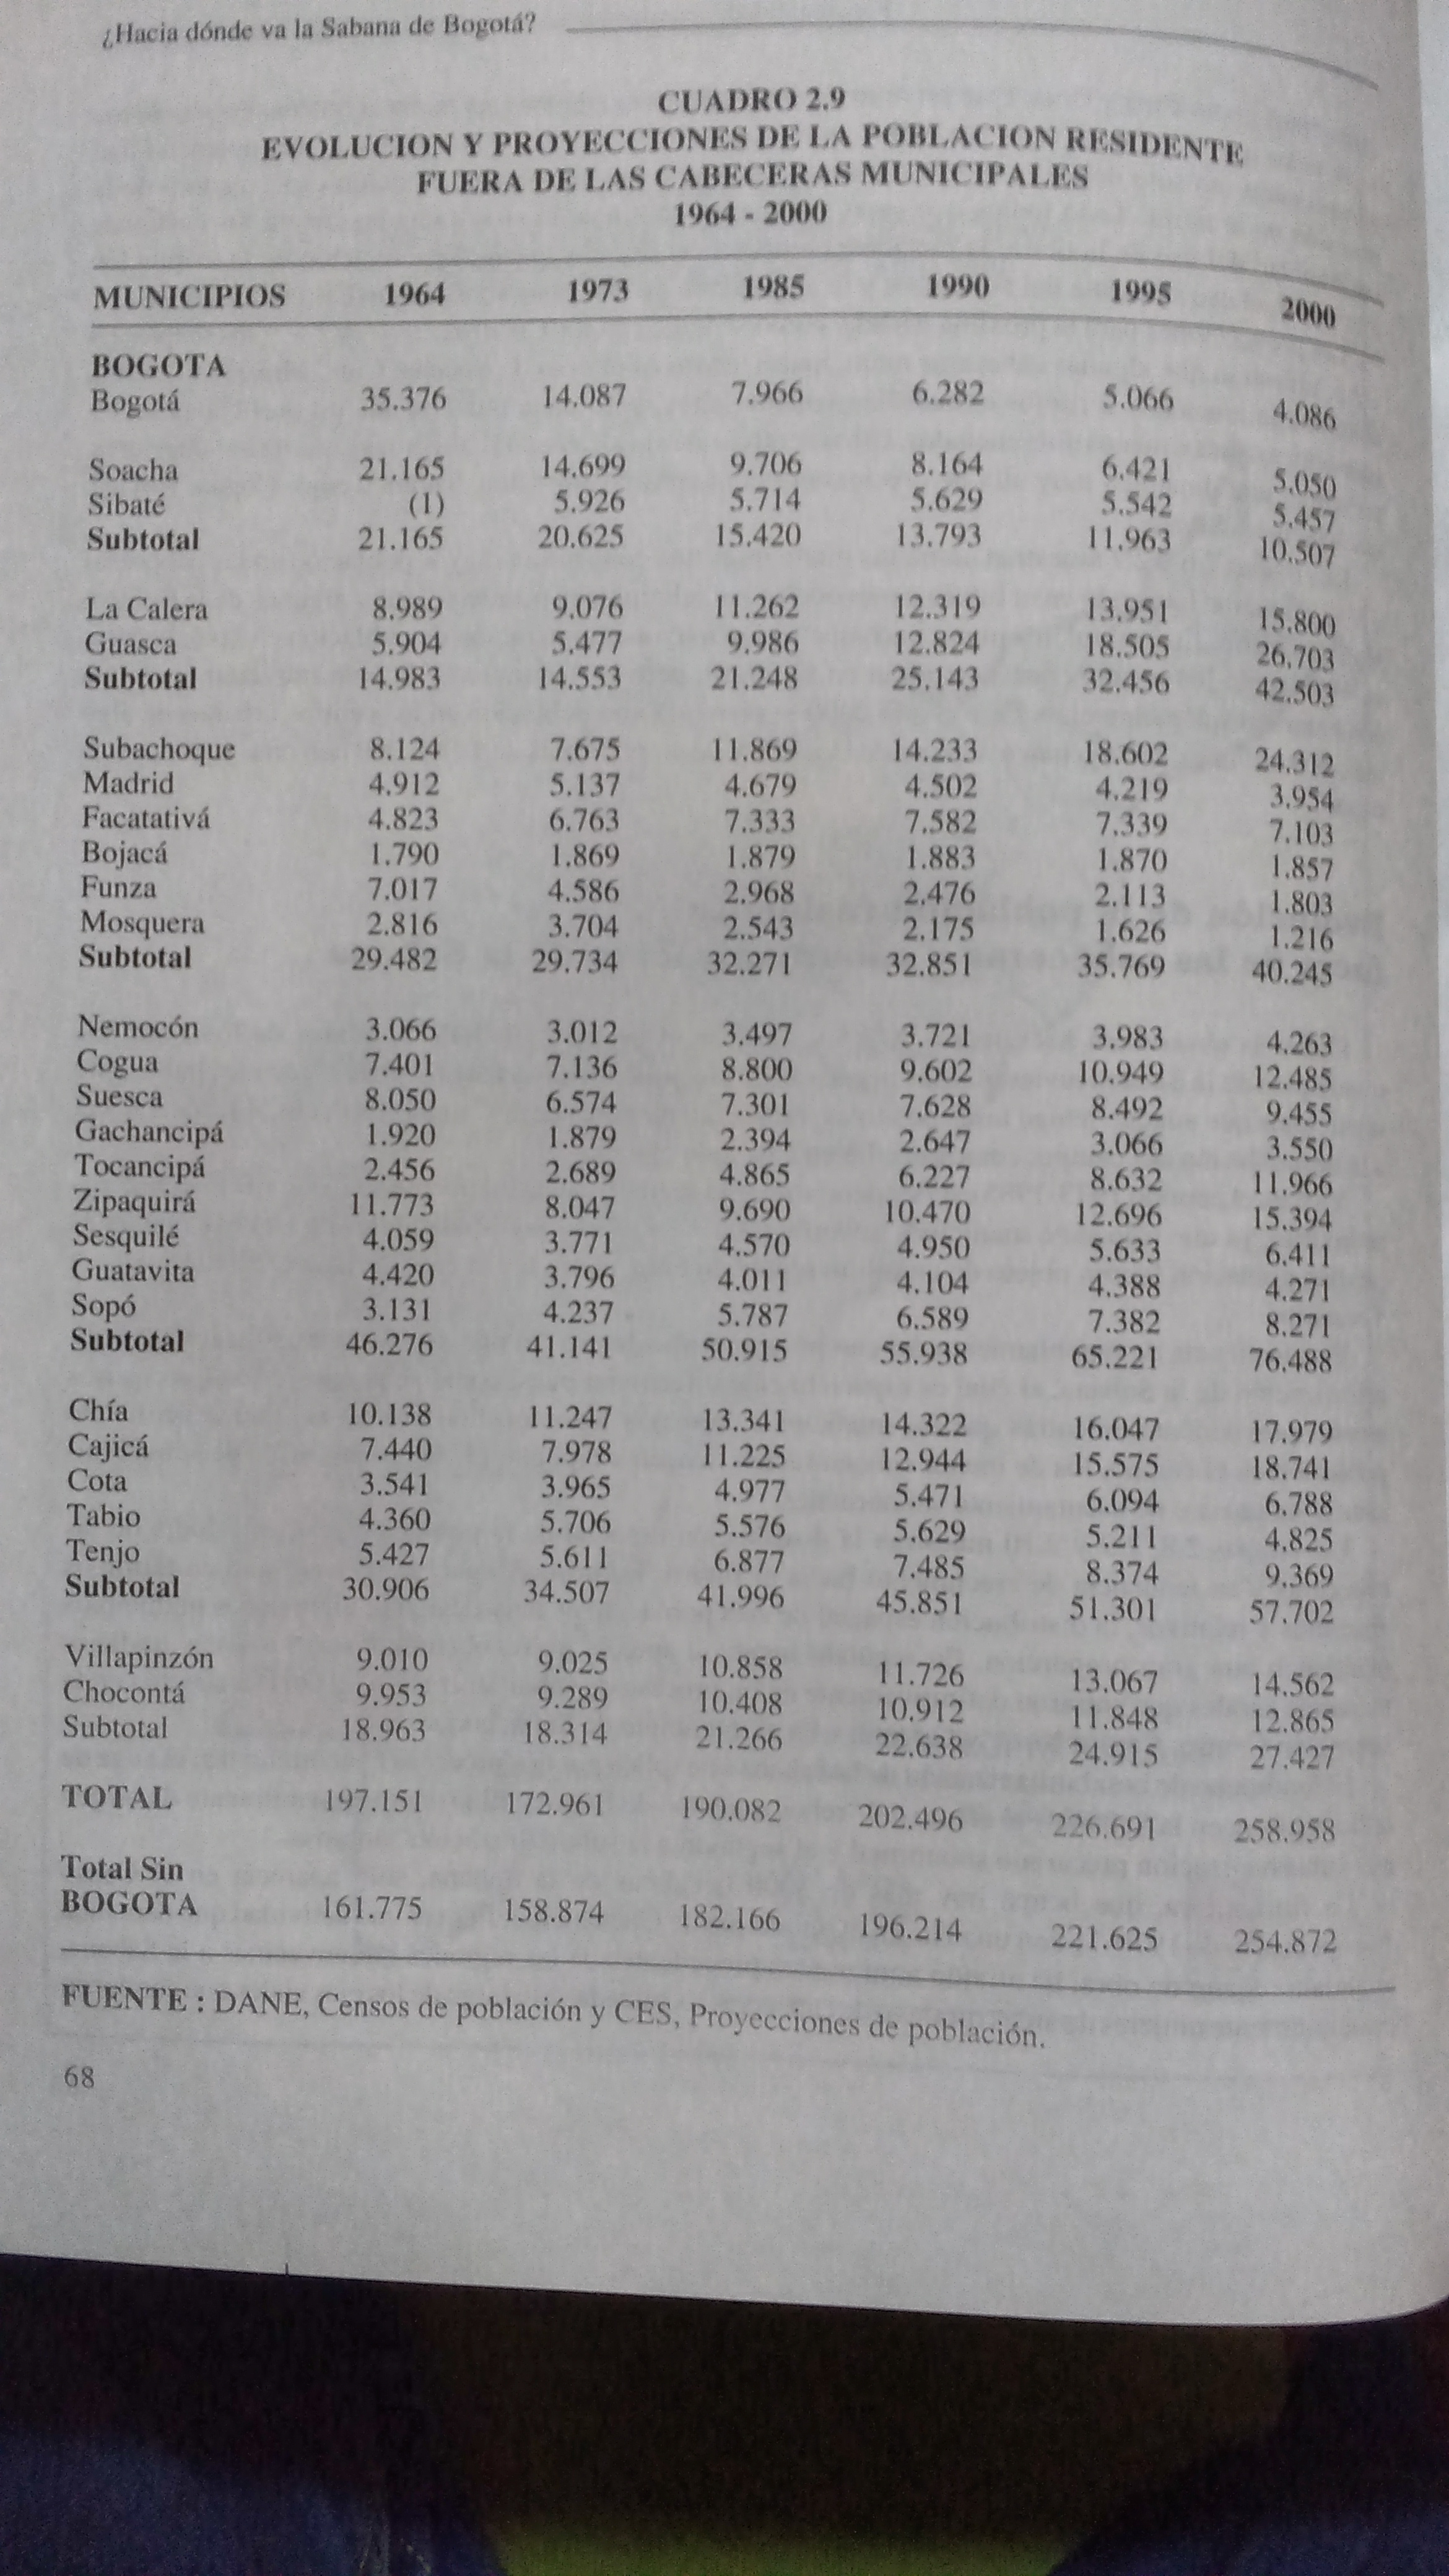 ¿Hacia dónde va la Sabana de Bogotá?
CUADRO 2.9
EVOLUCION Y PROYECCIONES DE LA POBLACION RESIDENTE
FUERA DE LAS CABECERAS MUNICIPALES
1964 - 2000
MUNICIPIOS 1964 1973 1985 1990 1995 2000
BOGOTA
Bogotá 35.376 14.087 7.966 6.282 5.066 4.086
Soacha 21.165 14.699 9.706 8.164 6.421 5.050
Sibaté (1) 5.926 5.714 5.629 5.542 5.457
Subtotal 21.165 20.625 15.420 13.793 11.963 10.507
La Calera 8.989 9.076 11.262 12.319 13.951 15.800
Guasca 5.904 5.477 9.986 12.824 18.505 26.703
Subtotal 14.983 14.553 21.248 25.143 32.456 42.503
Subachoque 8.124 7.675 11.869 14.233 18.602 24.312
Madrid 4.912 5.137 4.679 4.502 4.219 3.954
Facatativá 4.823 6.763 7.333 7.582 7.339 7.103
Bojacá 1.790 1.869 1.879 1.883 1.870 1.857
Funza 7.017 4.586 2.968 2.476 2.113 1.803
Mosquera 2.816 3.704 2.543 2.175 1.626 1.216
Subtotal 29.482 29.734 32.271 32.851 35.769 40.245
Nemocón 3.066 3.012 3.497 3.721 3.983 4.263
Cogua 7.401 7.136 8.800 9.602 10.949 12.485
Suesca 8.050 6.574 7.301 7.628 8.492 9.455
Gachancipá 1.920 1.879 2.394 2.647 3.066 3.550
Tocancipá 2.456 2.689 4.865 6.227 8.632 11.966
Zipaquirá 11.773 8.047 9.690 10.470 12.696 15.394
Sesquilé 4.059 3.771 4.570 4.950 5.633 6.411
Guatavita 4.420 3.796 4.011 4.104 4.388 4.271
Sopó 3.131 4.237 5.787 6.589 7.382 8.271
Subtotal 46.276 41.141 50.915 55.938 65.221 76.488
Chía 10.138 11.247 13.341 14.322 16.047 17.979
Cajicá 7.440 7.978 11.225 12.944 15.575 18.741
Cota 3.541 3.965 4.977 5.471 6.094 6.788
Tabio 4.360 5.706 5.576 5.629 5.211 4.825
Tenjo 5.427 5.611 6.877 7.485 8.374 9.369
Subtotal 30.906 34.507 41.996 45.851 51.301 57.702
Villapinzón 9.010 9.025 10.858 11.726 13.067 14.562
Chocontá 9.953 9.289 10.408 10.912 11.848 12.865
Subtotal 18.963 18.314 21.266 22.638 24.915 27.427
TOTAL 197.151 172.961 190.082 202.496 226.691 258.958
Total Sin
BOGOTA 161.775 158.874 182.166 196.214 221.625 254.872
FUENTE : DANE, Censos de población y CES, Proyecciones de población.
68